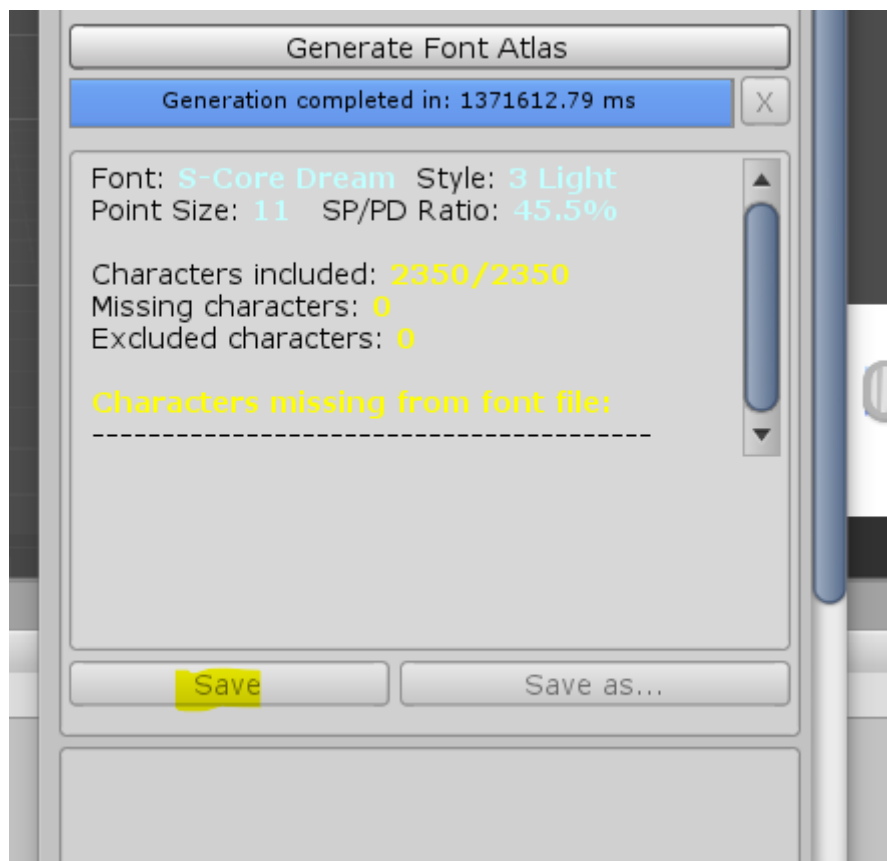 Generate Font Atlas
Generation completed in: 1371612.79 ms
X
Font: S-Core Dream Style: 3 Light
Point Size: 11 SP/PD Ratio: 45.5%
Characters included: 2350/2350
Missing characters: 0
Excluded characters: 0
Characters missing from font file:
----------------------------------------
Save
Save as...